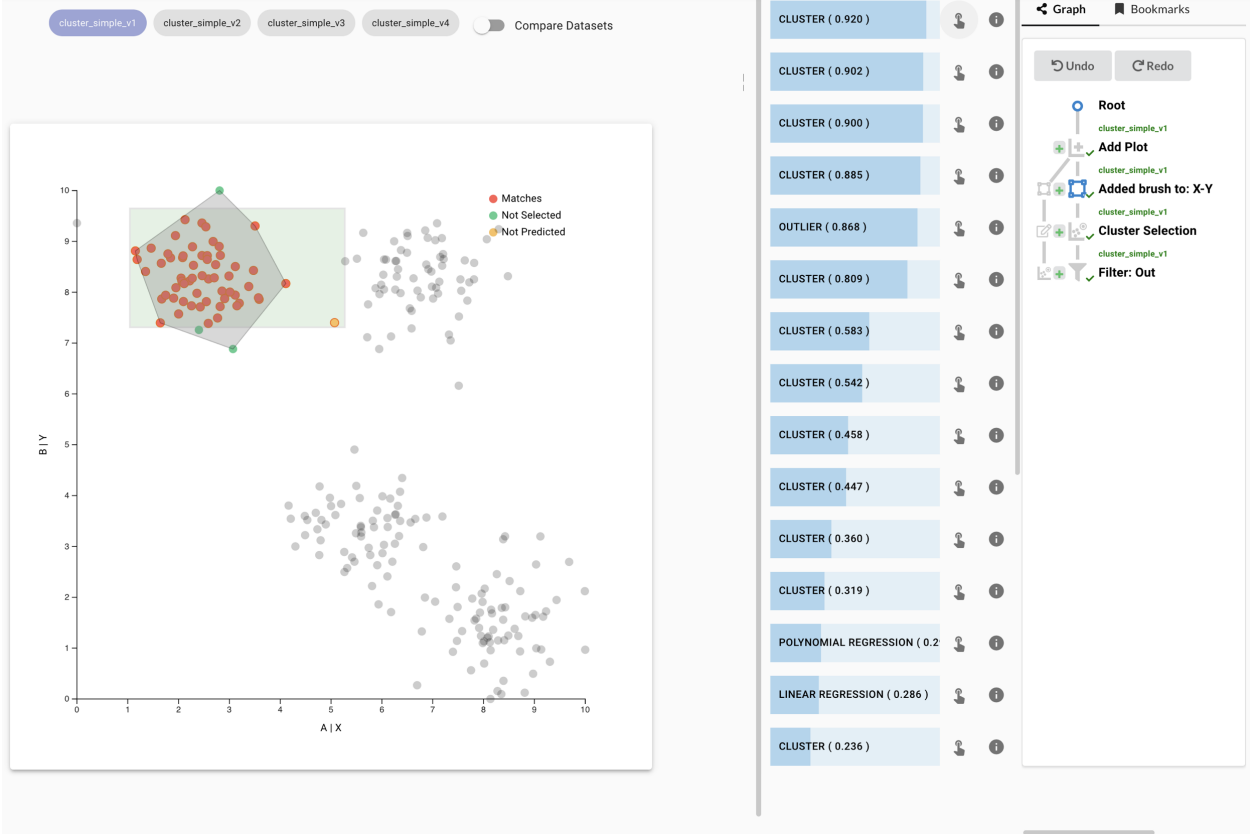 cluster_simple_v1 cluster_simple_v2 cluster_simple_v3 cluster_simple_v4 Compare Datasets
10
9
8
7
6
5
4
3
2
1
0
B | Y
0 1 2 3 4 5 6 7 8 9 10
A | X
Matches
Not Selected
Not Predicted
CLUSTER ( 0.920 )
CLUSTER ( 0.902 )
CLUSTER ( 0.900 )
CLUSTER ( 0.885 )
OUTLIER ( 0.868 )
CLUSTER ( 0.809 )
CLUSTER ( 0.583 )
CLUSTER ( 0.542 )
CLUSTER ( 0.458 )
CLUSTER ( 0.447 )
CLUSTER ( 0.360 )
CLUSTER ( 0.319 )
POLYNOMIAL REGRESSION ( 0.2
LINEAR REGRESSION ( 0.286 )
CLUSTER ( 0.236 )
Graph Bookmarks
Undo Redo
Root
cluster_simple_v1
Add Plot
cluster_simple_v1
Added brush to: X-Y
cluster_simple_v1
Cluster Selection
cluster_simple_v1
Filter: Out